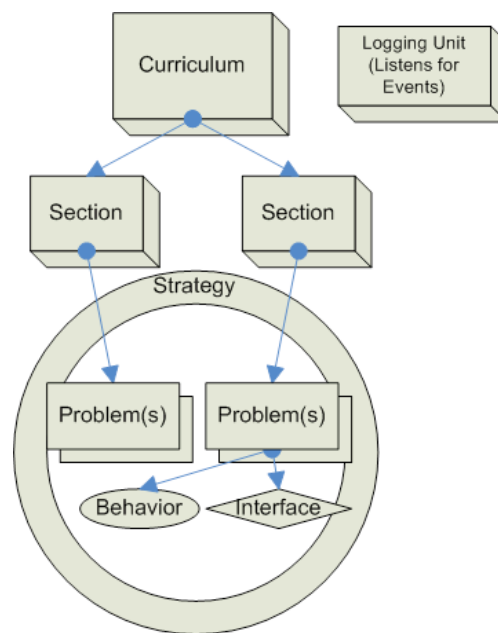 Curriculum
Logging Unit
(Listens for
Events)
Section
Section
Strategy
Problem(s)
Problem(s)
Behavior
Interface